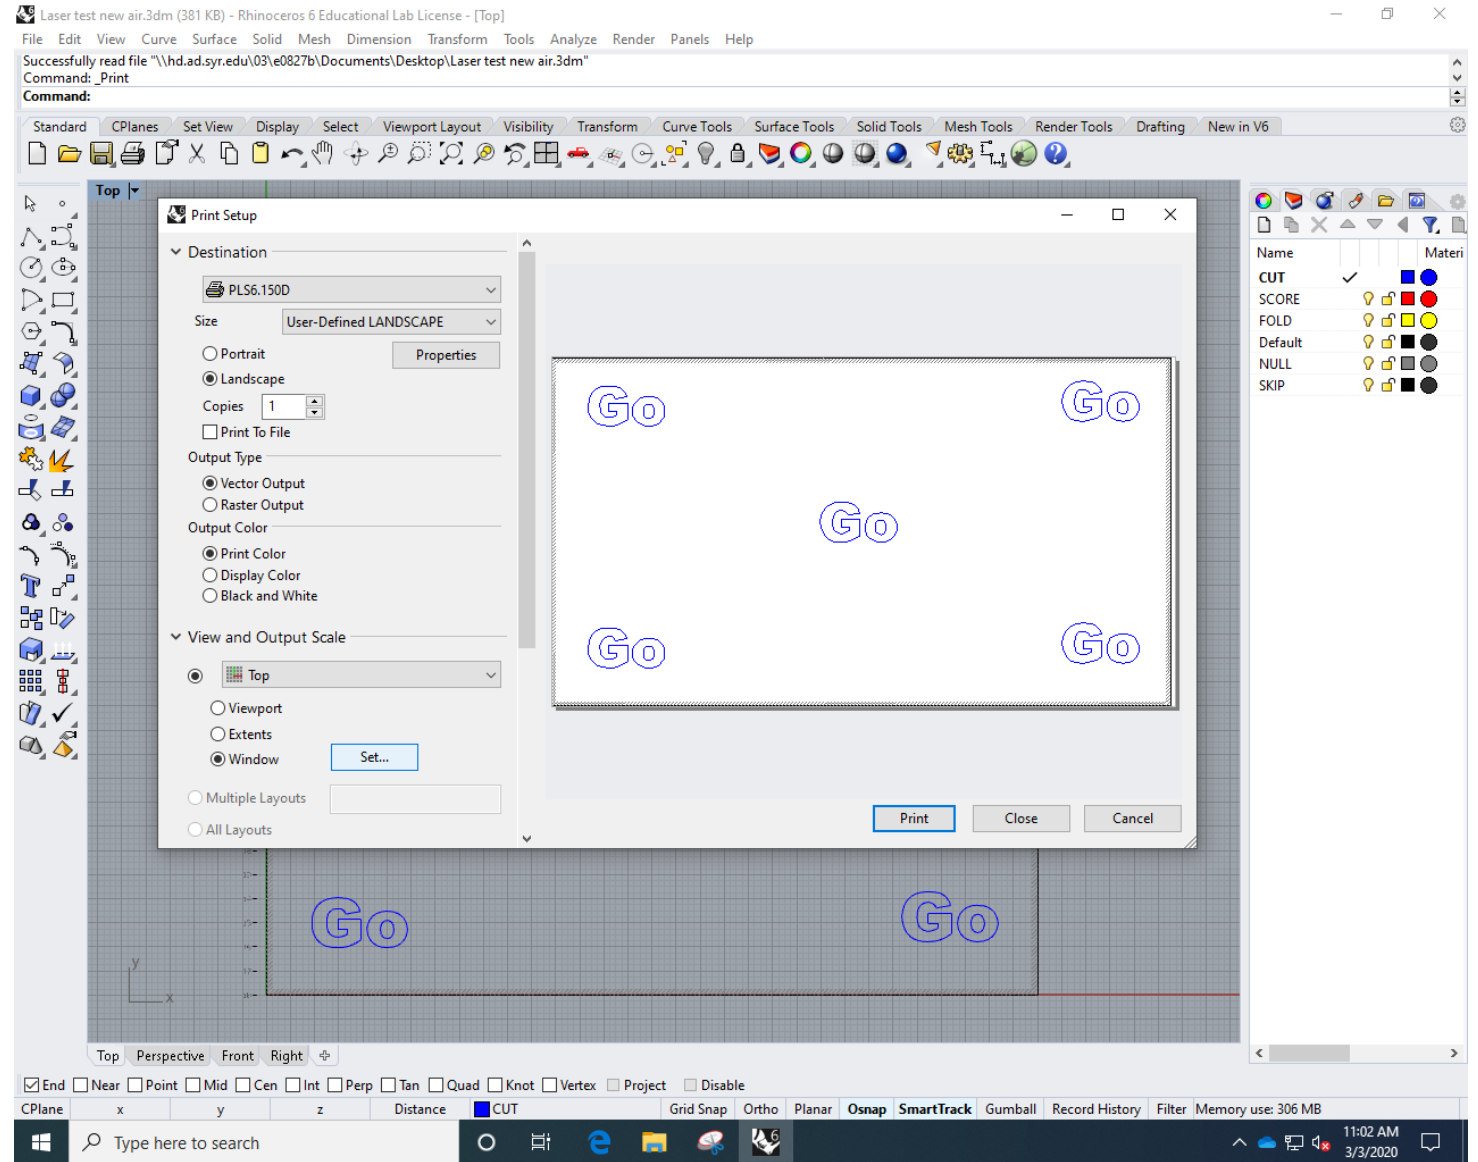 Laser test new air.3dm (381 KB) - Rhinoceros 6 Educational Lab License - [Top]
File Edit View Curve Surface Solid Mesh Dimension Transform Tools Analyze Render Panels Help
Successfully read file "\\hd.ad.syr.edu\03\e0827b\Documents\Desktop\Laser test new air.3dm"
Command: _Print
Command:
Standard CPlanes Set View Display Select Viewport Layout Visibility Transform Curve Tools Surface Tools Solid Tools Mesh Tools Render Tools Drafting New in V6
Top
Print Setup
Destination
PLS6.150D
Size User-Defined LANDSCAPE
Portrait Properties
Landscape
Copies 1
Print To File
Output Type
Vector Output
Raster Output
Output Color
Print Color
Display Color
Black and White
View and Output Scale
Top
Viewport
Extents
Window Set...
Multiple Layouts
All Layouts
Go Go
Go
Go Go
Print Close Cancel
Name Materi
CUT
SCORE
FOLD
Default
NULL
SKIP
Go Go
y
x
Top Perspective Front Right
End Near Point Mid Cen Int Perp Tan Quad Knot Vertex Project Disable
CPlane x y z Distance CUT Grid Snap Ortho Planar Osnap SmartTrack Gumball Record History Filter Memory use: 306 MB
Type here to search
11:02 AM
3/3/2020